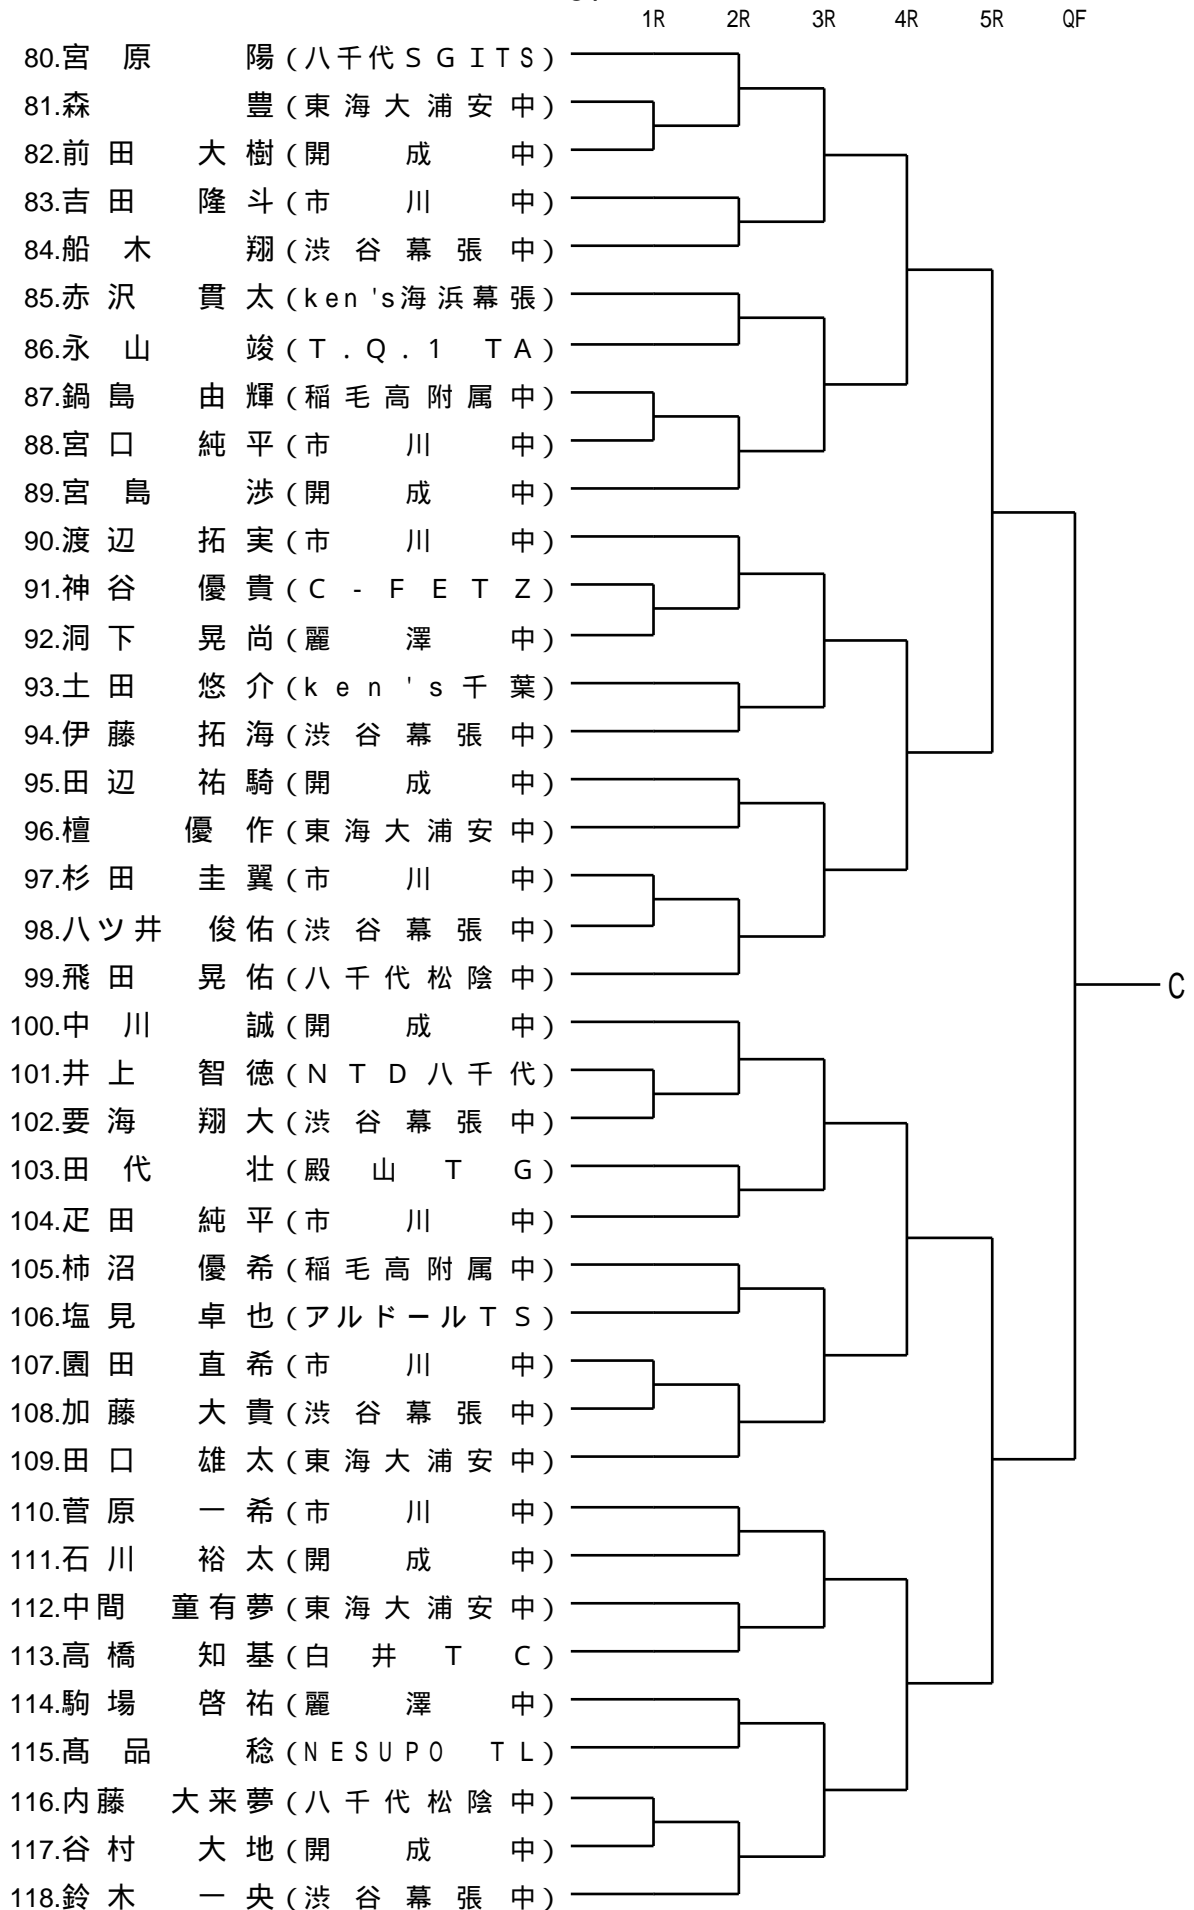 1R 2R 3R 4R 5R QF
80.宮 原 陽(八千代SGITS)
81.森 豊(東海大浦安中)
82.前田 大樹(開成中)
83.吉田 隆斗(市川中)
84.船木 翔(渋谷幕張中)
85.赤沢 貫太(ken's海浜幕張)
86.永山 竣(T.Q.1 TA)
87.鍋島 由輝(稲毛高附属中)
88.宮口 純平(市川中)
89.宮島 渉(開成中)
90.渡辺 拓実(市川中)
91.神谷 優貴(C-FETZ)
92.洞下 晃尚(麗澤中)
93.土田 悠介(ken's千葉)
94.伊藤 拓海(渋谷幕張中)
95.田辺 祐騎(開成中)
96.檀 優作(東海大浦安中)
97.杉田 圭翼(市川中)
98.八ツ井 俊佑(渋谷幕張中)
99.飛田 晃佑(八千代松陰中)
C
100.中川 誠(開成中)
101.井上 智徳(NTD八千代)
102.要海 翔大(渋谷幕張中)
103.田代 壮(殿山TG)
104.疋田 純平(市川中)
105.柿沼 優希(稲毛高附属中)
106.塩見 卓也(アルドールTS)
107.園田 直希(市川中)
108.加藤 大貴(渋谷幕張中)
109.田口 雄太(東海大浦安中)
110.菅原 一希(市川中)
111.石川 裕太(開成中)
112.中間 童有夢(東海大浦安中)
113.高橋 知基(白井TC)
114.駒場 啓祐(麗澤中)
115.髙品 稔(NESUPO TL)
116.内藤 大来夢(八千代松陰中)
117.谷村 大地(開成中)
118.鈴木 一央(渋谷幕張中)